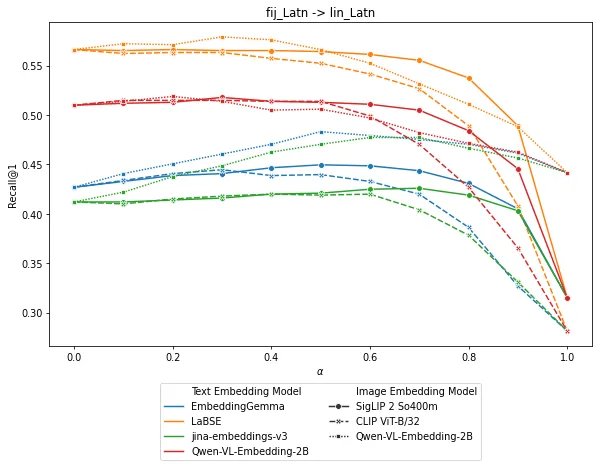 fij_Latn -> lin_Latn
Recall@1
0.55
0.50
0.45
0.40
0.35
0.30
0.0 0.2 0.4 0.6 0.8 1.0
α
Text Embedding Model Image Embedding Model
EmbeddingGemma SigLIP 2 So400m
LaBSE CLIP ViT-B/32
jina-embeddings-v3 Qwen-VL-Embedding-2B
Qwen-VL-Embedding-2B